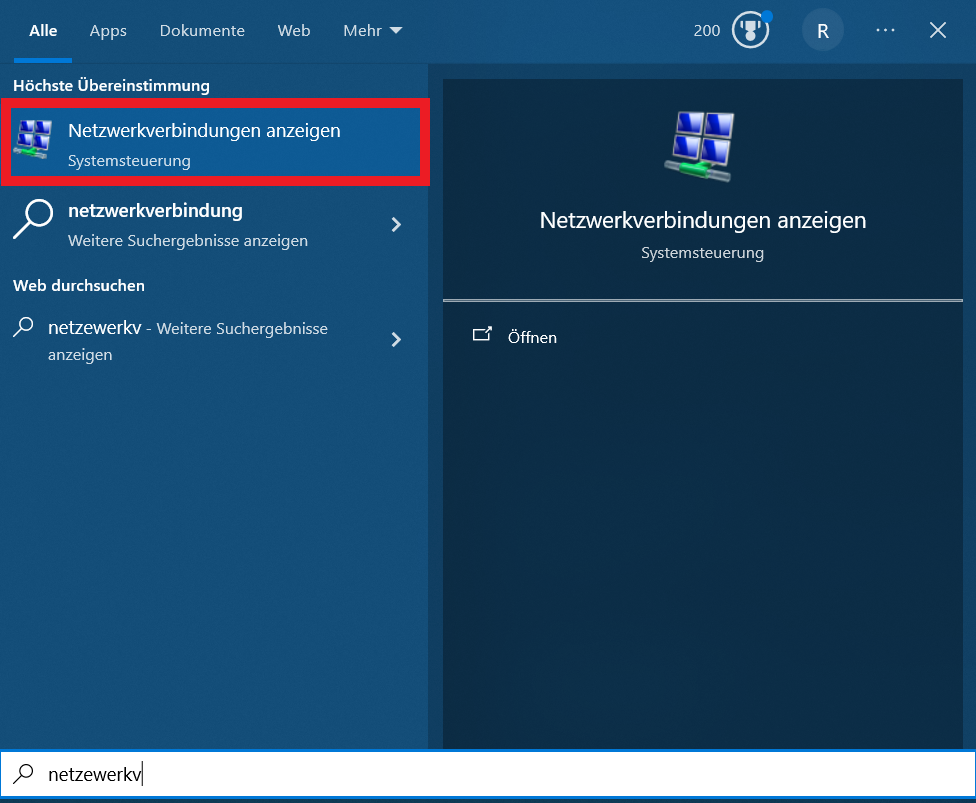 Alle Apps Dokumente Web Mehr 200 R
Höchste Übereinstimmung
Netzwerkverbindungen anzeigen
Systemsteuerung
netzwerkverbindung
Weitere Suchergebnisse anzeigen
Web durchsuchen
netzewerkv - Weitere Suchergebnisse
anzeigen
Netzwerkverbindungen anzeigen
Systemsteuerung
Öffnen
netzewerkv